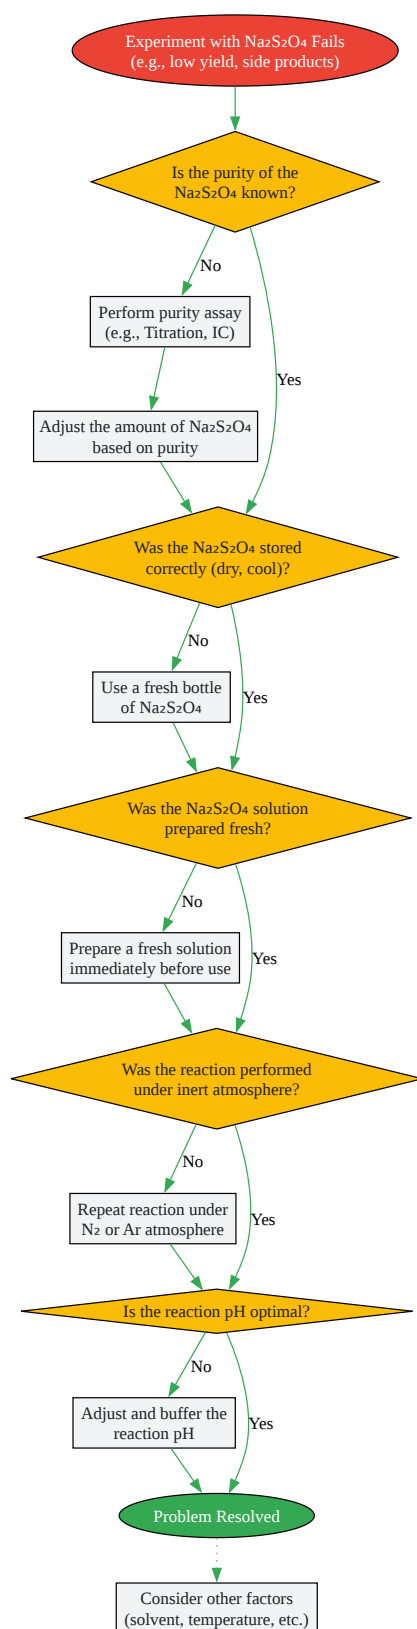 Experiment with Na₂S₂O₄ Fails
(e.g., low yield, side products)
Is the purity of the
Na₂S₂O₄ known?
No
Perform purity assay
(e.g., Titration, IC)
Yes
Adjust the amount of Na₂S₂O₄
based on purity
Was the Na₂S₂O₄ stored
correctly (dry, cool)?
No
Use a fresh bottle
of Na₂S₂O₄
Yes
Was the Na₂S₂O₄ solution
prepared fresh?
No
Prepare a fresh solution
immediately before use
Yes
Was the reaction performed
under inert atmosphere?
No
Repeat reaction under
N₂ or Ar atmosphere
Yes
Is the reaction pH optimal?
No
Adjust and buffer the
reaction pH
Yes
Problem Resolved
Consider other factors
(solvent, temperature, etc.)